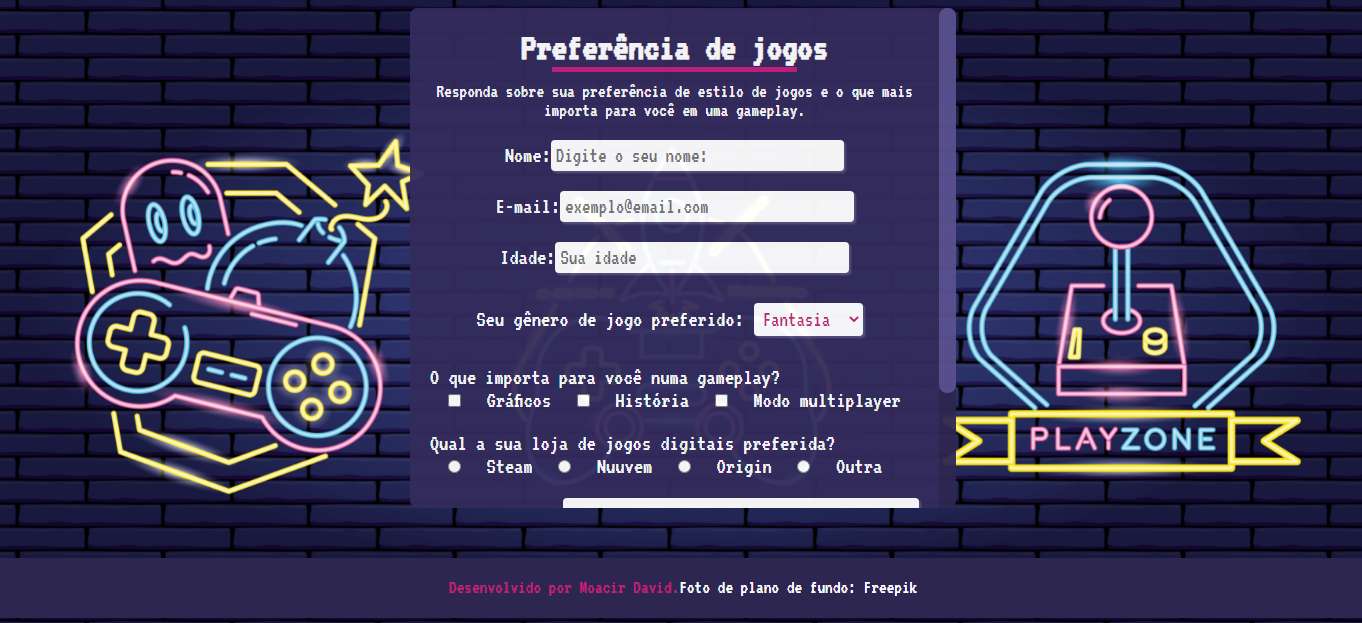 Preferência de jogos
Responda sobre sua preferência de estilo de jogos e o que mais
importa para você em uma gameplay.
Nome: Digite o seu nome:
E-mail: exemplo@email.com
Idade: Sua idade
Seu gênero de jogo preferido: Fantasia
O que importa para você numa gameplay?
Gráficos História Modo multiplayer
Qual a sua loja de jogos digitais preferida?
Steam Nuuvem Origin Outra
PLAYZONE
Desenvolvido por Moacir David.Foto de plano de fundo: Freepik